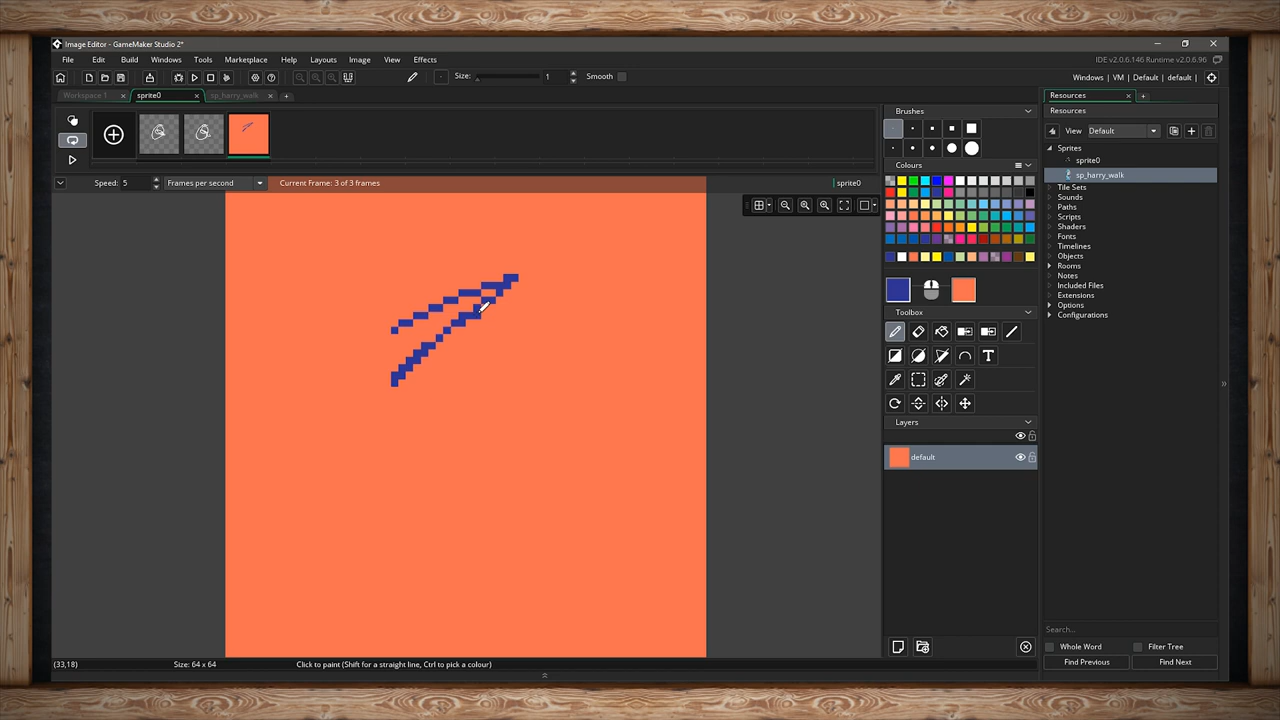 Image Editor - GameMaker Studio 2*
File Edit Build Windows Tools Marketplace Help Layouts Image View Effects
IDE v2.0.6.146 Runtime v2.0.6.96
Size: 1 Smooth
Windows | VM | Default | default |
Workspace 1 sprite0 sp_harry_walk
Resources
Brushes
Resources
View Default
Sprites
sprite0
Colours
sp_harry_walk
Speed: 5 Frames per second Current Frame: 3 of 3 frames sprite0
Tile Sets
Sounds
Paths
Scripts
Shaders
Fonts
Timelines
Objects
Rooms
Notes
Included Files
Extensions
Options
Configurations
Toolbox
T
Layers
default
Search...
Whole Word Filter Tree
Find Previous Find Next
(33,18) Size: 64 x 64 Click to paint (Shift for a straight line, Ctrl to pick a colour)